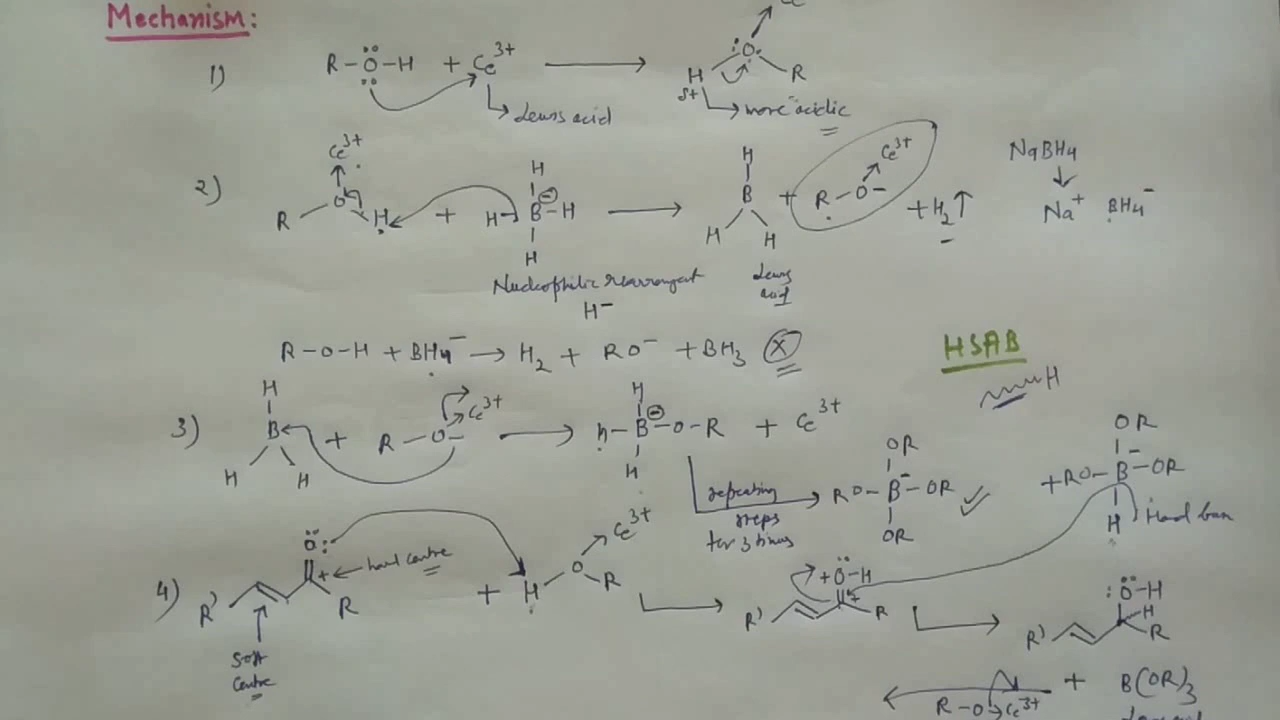 Mechanism:
1) R-O-H + Ce3+ → H O R
δ+
Lewis acid
more acidic
2) Ce3+
R O H + H-B-H → H B H H + R O- Ce3+ + H2↑
H
H
⊖
NaBH4
↓
Na+ BH4-
Nucleophilic
H-
Lewis
acid
R-O-H + BH4- → H2 + RO- + BH3 (X)
HSAB
H
3) H B H H + R-O- Ce3+ → H-B-O-R + Ce3+
⊖
H
H
repeating
steps
for 3 times
OR
RO-B-OR
OR
-
✓
4) O: + ← hard centre
R' R
Soft
Centre
+ H O R Ce3+
→ +O-H
R' R
+ RO-B-OR
OR
-
H
Hard
→ :O-H
H
R' R
+ B(OR)3
R-O→Ce3+